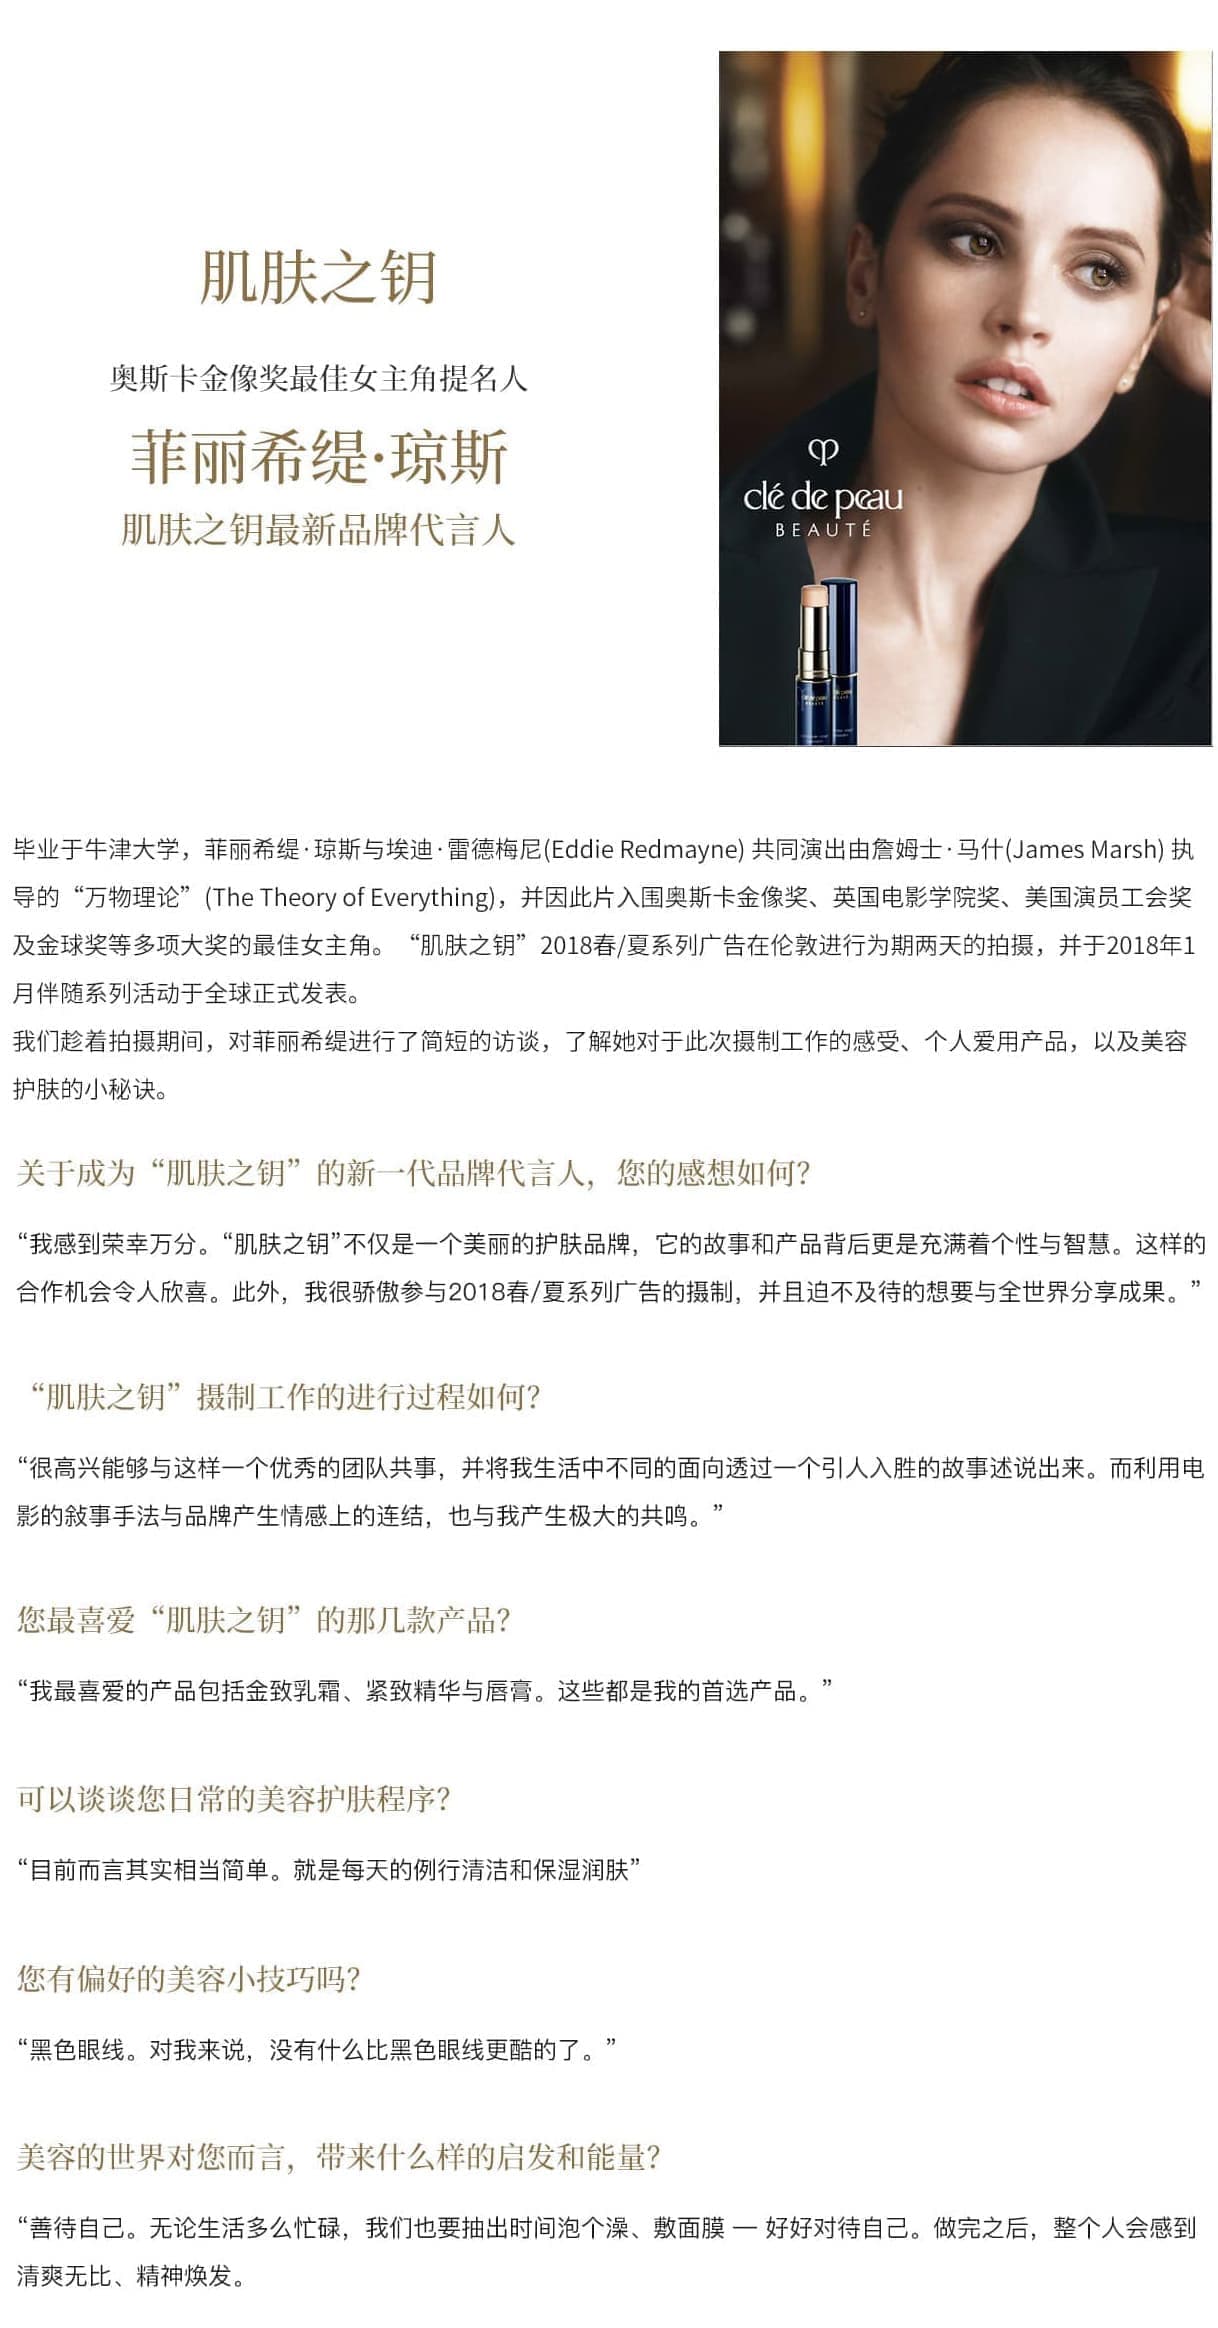 肌肤之钥
奥斯卡金像奖最佳女主角提名人
菲丽希缇·琼斯
肌肤之钥最新品牌代言人
clé de peau
BEAUTÉ
毕业于牛津大学，菲丽希缇·琼斯与埃迪·雷德梅尼(Eddie Redmayne) 共同演出由詹姆士·马什(James Marsh) 执
导的“万物理论”(The Theory of Everything)，并因此片入围奥斯卡金像奖、英国电影学院奖、美国演员工会奖
及金球奖等多项大奖的最佳女主角。“肌肤之钥”2018春/夏系列广告在伦敦进行为期两天的拍摄，并于2018年1
月伴随系列活动于全球正式发表。
我们趁着拍摄期间，对菲丽希缇进行了简短的访谈，了解她对于此次摄制工作的感受、个人爱用产品，以及美容
护肤的小秘诀。
关于成为“肌肤之钥”的新一代品牌代言人，您的感想如何？
“我感到荣幸万分。“肌肤之钥”不仅是一个美丽的护肤品牌，它的故事和产品背后更是充满着个性与智慧。这样的
合作机会令人欣喜。此外，我很骄傲参与2018春/夏系列广告的摄制，并且迫不及待的想要与全世界分享成果。”
“肌肤之钥”摄制工作的进行过程如何？
“很高兴能够与这样一个优秀的团队共事，并将我生活中不同的面向透过一个引人入胜的故事述说出来。而利用电
影的敍事手法与品牌产生情感上的连结，也与我产生极大的共鸣。”
您最喜爱“肌肤之钥”的那几款产品？
“我最喜爱的产品包括金致乳霜、紧致精华与唇膏。这些都是我的首选产品。”
可以谈谈您日常的美容护肤程序？
“目前而言其实相当简单。就是每天的例行清洁和保湿润肤”
您有偏好的美容小技巧吗？
“黑色眼线。对我来说，没有什么比黑色眼线更酷的了。”
美容的世界对您而言，带来什么样的启发和能量？
“善待自己。无论生活多么忙碌，我们也要抽出时间泡个澡、敷面膜 — 好好对待自己。做完之后，整个人会感到
清爽无比、精神焕发。